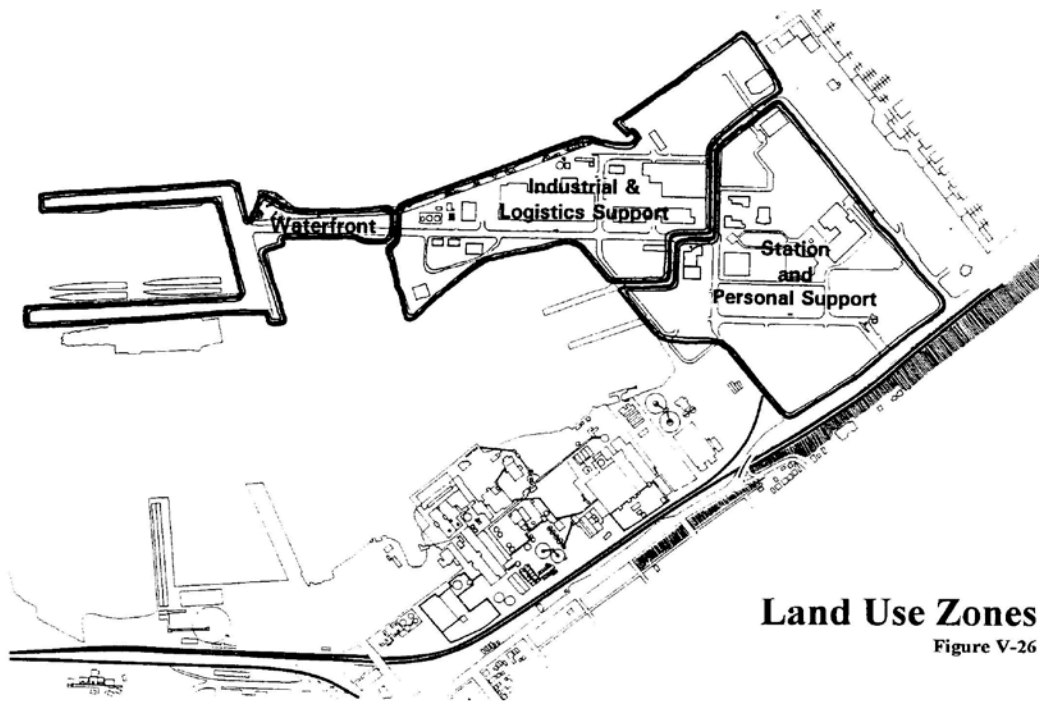 Waterfront
Industrial &
Logistics Support
Station
and
Personal Support
Land Use Zones
Figure V-26